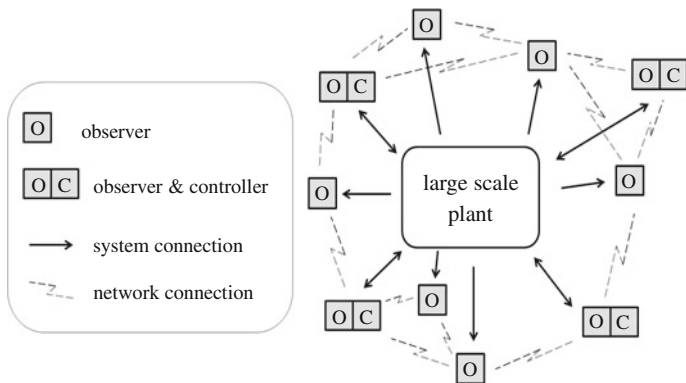 O
O
O C
O C
O
observer
O C
observer & controller
large scale
plant
O
O
system connection
network connection
O C
O
O C
O